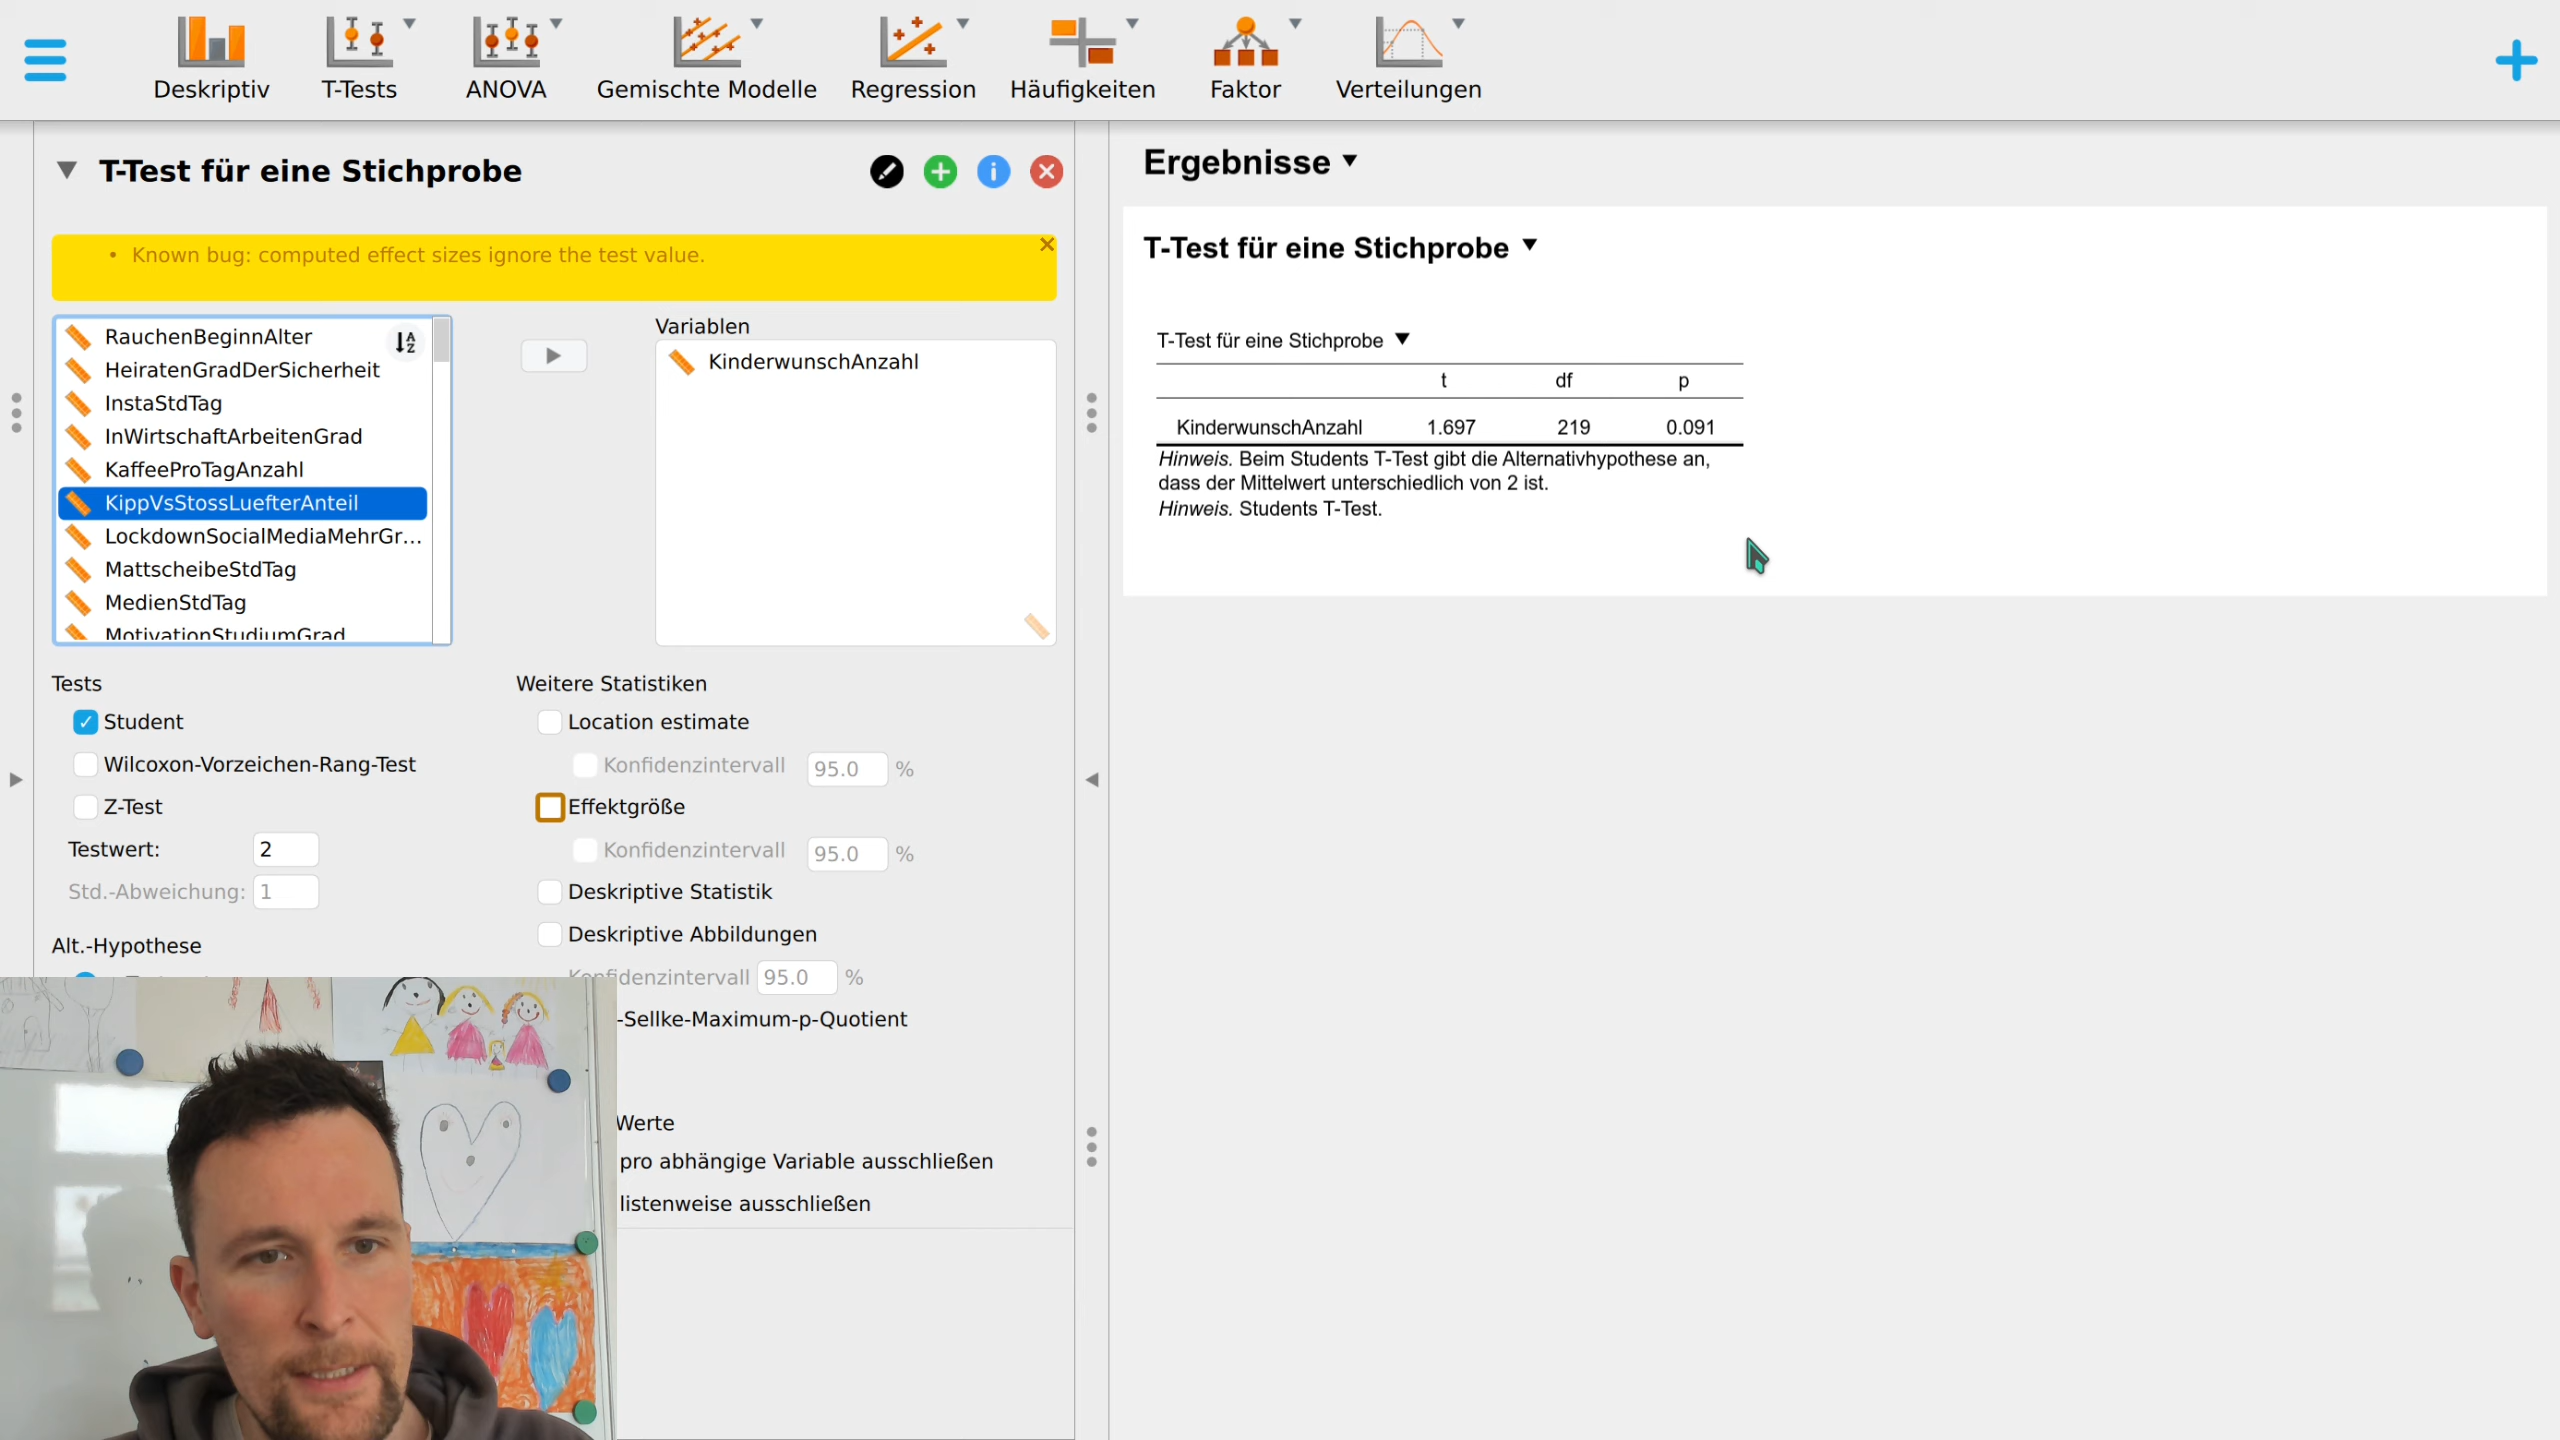 Deskriptiv
T-Tests
ANOVA
Gemischte Modelle
Regression
Häufigkeiten
Faktor
Verteilungen
T-Test für eine Stichprobe
• Known bug: computed effect sizes ignore the test value.
RauchenBeginnAlter
HeiratenGradDerSicherheit
InstaStdTag
InWirtschaftArbeitenGrad
KaffeeProTagAnzahl
KippVsStossLuefterAnteil
LockdownSocialMediaMehrGr...
MattscheibeStdTag
MedienStdTag
MotivationStudiumGrad
Variablen
KinderwunschAnzahl
Tests
Student
Wilcoxon-Vorzeichen-Rang-Test
Z-Test
Testwert: 2
Std.-Abweichung: 1
Alt.-Hypothese
Weitere Statistiken
Location estimate
Konfidenzintervall 95.0 %
Effektgröße
Konfidenzintervall 95.0 %
Deskriptive Statistik
Deskriptive Abbildungen
Konfidenzintervall 95.0 %
-Sellke-Maximum-p-Quotient
Werte
pro abhängige Variable ausschließen
listenweise ausschließen
Ergebnisse
T-Test für eine Stichprobe
T-Test für eine Stichprobe
t df p
KinderwunschAnzahl 1.697 219 0.091
Hinweis. Beim Students T-Test gibt die Alternativhypothese an,
dass der Mittelwert unterschiedlich von 2 ist.
Hinweis. Students T-Test.